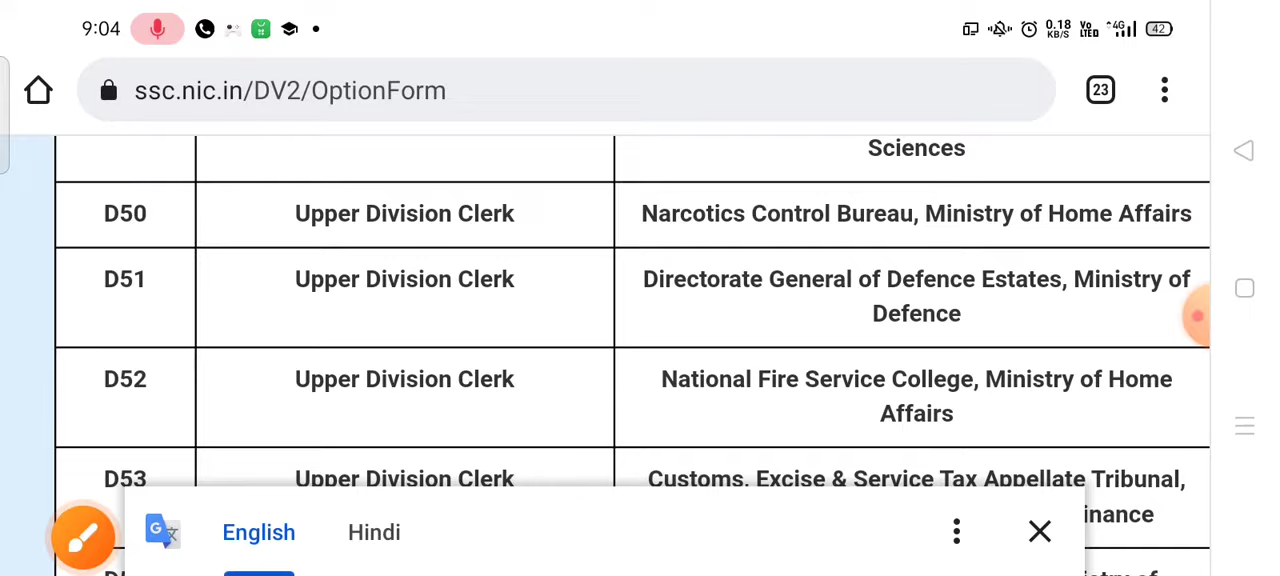 9:04
0.18 KB/S
Vo LTED 4G
42
ssc.nic.in/DV2/OptionForm
23
Sciences
D50 Upper Division Clerk Narcotics Control Bureau, Ministry of Home Affairs
D51 Upper Division Clerk Directorate General of Defence Estates, Ministry of
Defence
D52 Upper Division Clerk National Fire Service College, Ministry of Home
Affairs
D53 Upper Division Clerk Customs, Excise & Service Tax Appellate Tribunal,
inance
G
English Hindi